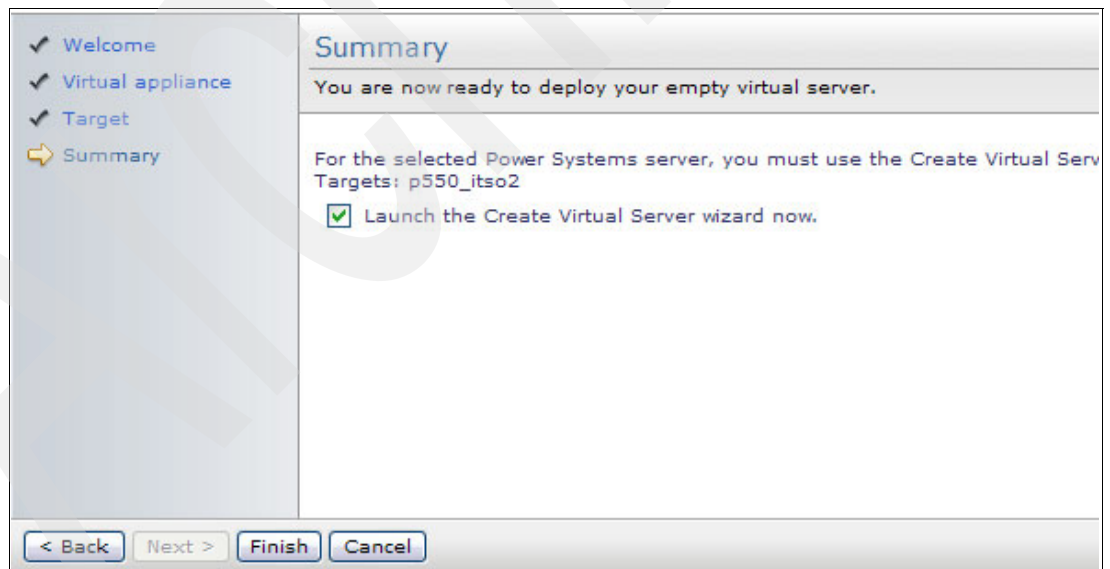 Welcome
Virtual appliance
Target
Summary
Summary
You are now ready to deploy your empty virtual server.
For the selected Power Systems server, you must use the Create Virtual Serv
Targets: p550_itso2
Launch the Create Virtual Server wizard now.
< Back Next > Finish Cancel